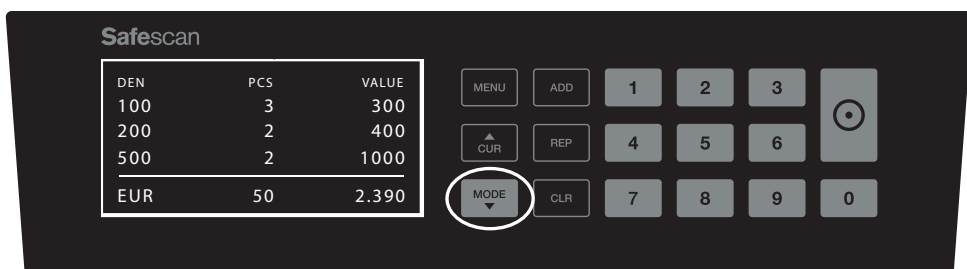 Safescan
DEN PCS VALUE
100 3 300
200 2 400
500 2 1000
EUR 50 2.390
MENU ADD 1 2 3
CUR REP 4 5 6
MODE CLR 7 8 9 0